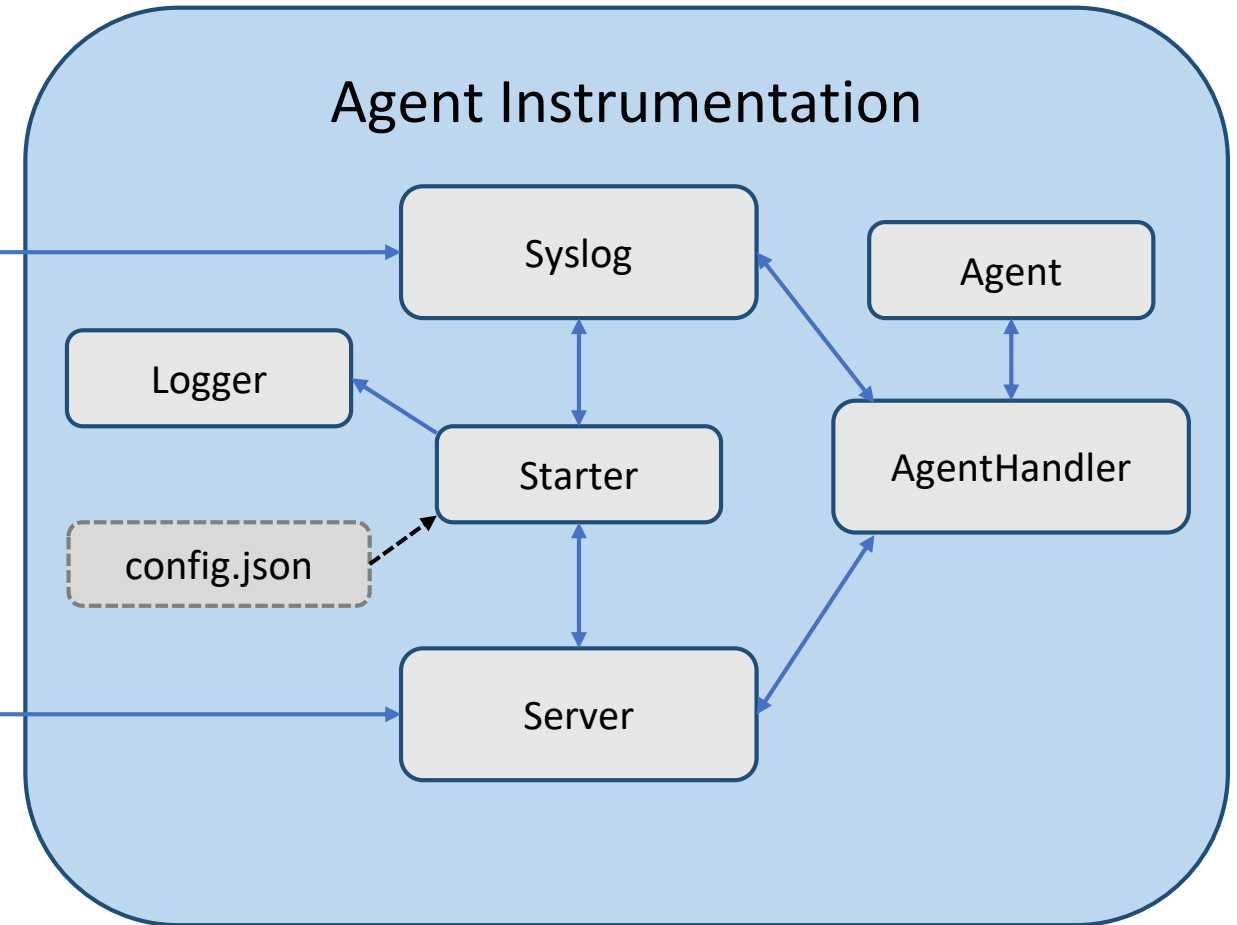 Agent Instrumentation
Syslog
Agent
Logger
AgentHandler
Starter
config.json
Server